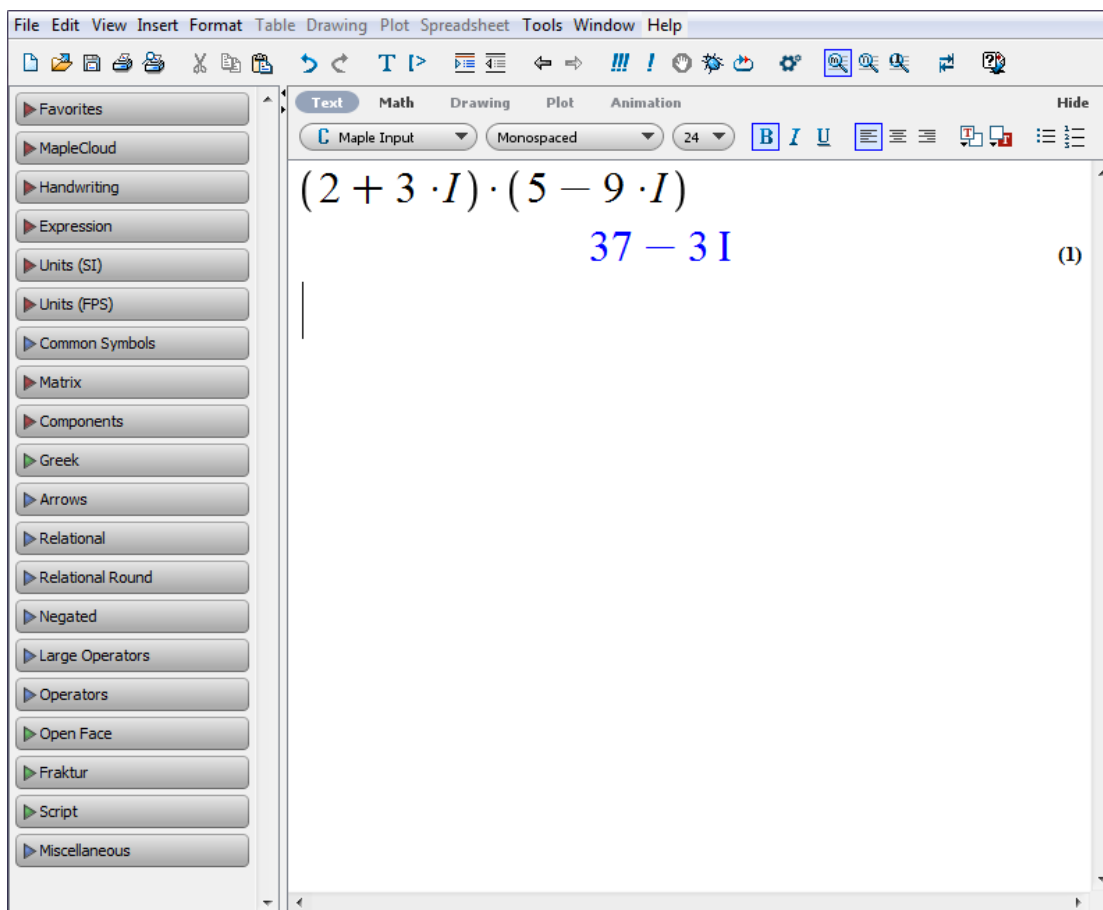 File Edit View Insert Format Table Drawing Plot Spreadsheet Tools Window Help
Favorites
MapleCloud
Handwriting
Expression
Units (SI)
Units (FPS)
Common Symbols
Matrix
Components
Greek
Arrows
Relational
Relational Round
Negated
Large Operators
Operators
Open Face
Fraktur
Script
Miscellaneous
Text Math Drawing Plot Animation Hide
C Maple Input Monospaced 24 B I U
(2 + 3 ·I)·(5 − 9 ·I)
37 − 3 I (1)